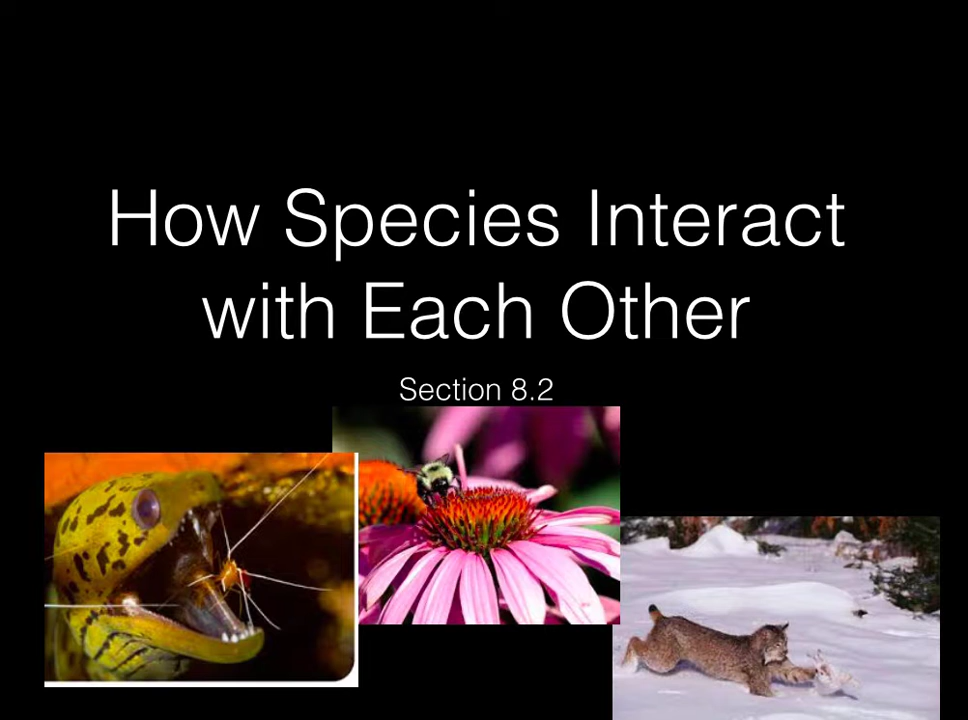 How Species Interact
with Each Other
Section 8.2